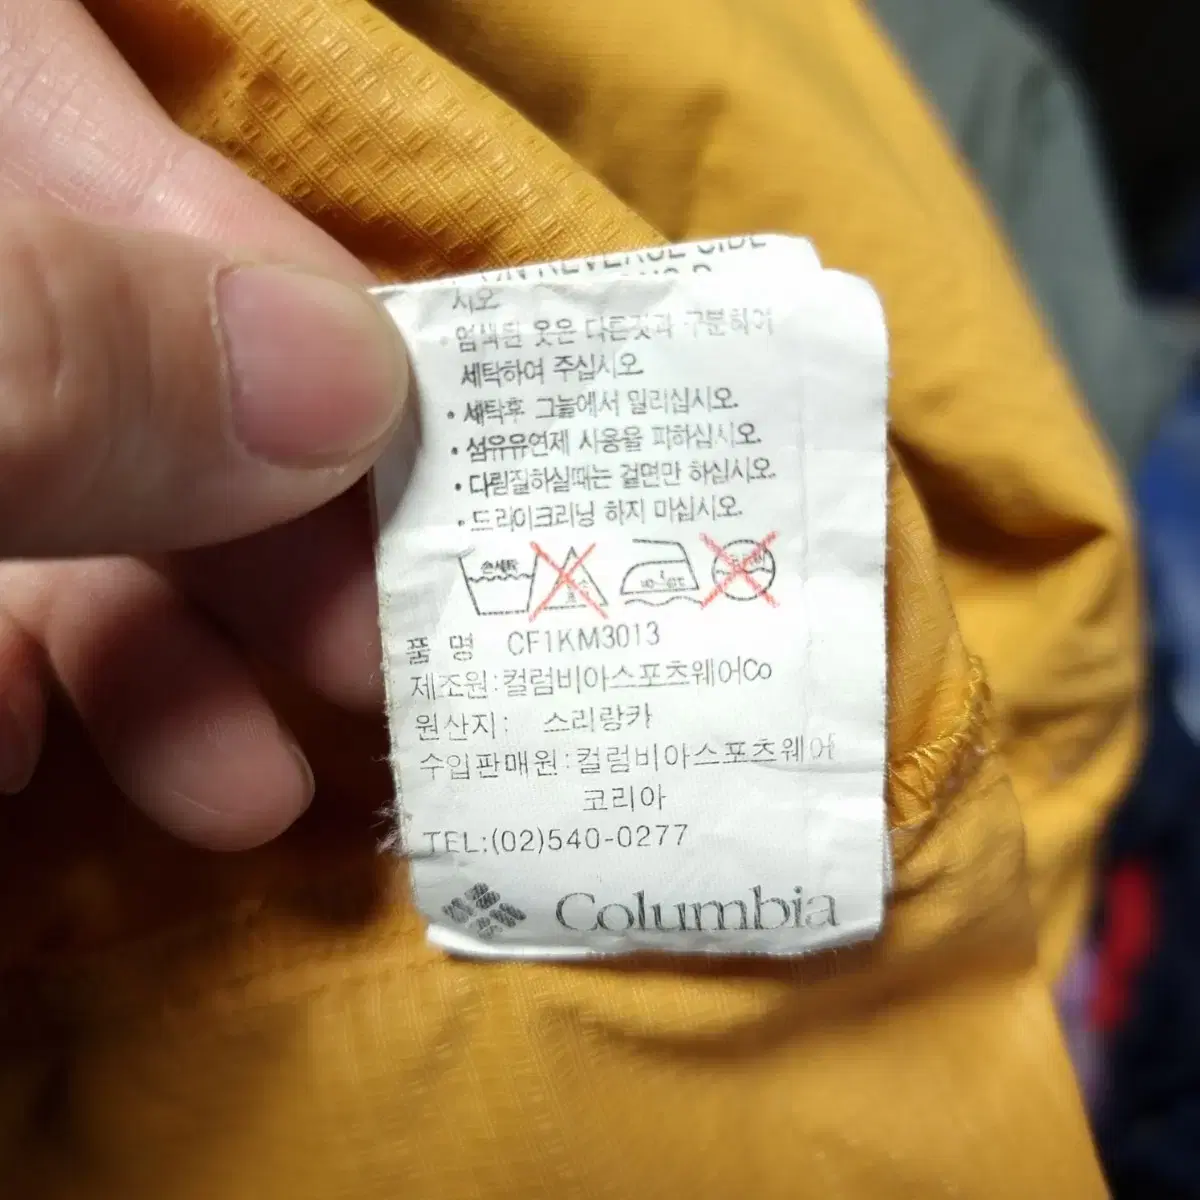 ON REVERSE SIDE
시오
• 염색된 옷은 다른것과 구분하여
세탁하여 주십시오
• 세탁후 그늘에서 말리십시오.
• 섬유유연제 사용을 피하십시오.
• 다림질하실때는 겉면만 하십시오.
• 드라이크리닝 하지 마십시오.
손세탁
품 명 CF1KM3013
제조원:컬럼비아스포츠웨어Co
원산지: 스리랑카
수입판매원:컬럼비아스포츠웨어
코리아
TEL:(02)540-0277
Columbia